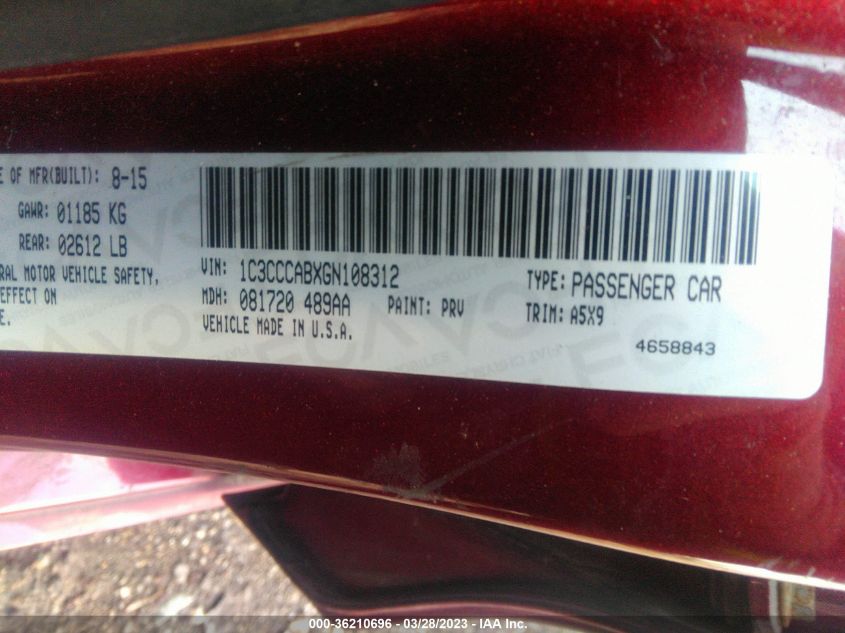 E OF MFR(BUILT): 8-15
GAWR: 01185 KG
REAR: 02612 LB
RAL MOTOR VEHICLE SAFETY,
EFFECT ON
E.
VIN: 1C3CCCABXGN108312
TYPE: PASSENGER CAR
MDH: 081720 489AA
PAINT: PRV
TRIM: A5X9
VEHICLE MADE IN U.S.A.
4658843
000-36210696 - 03/28/2023 - IAA Inc.